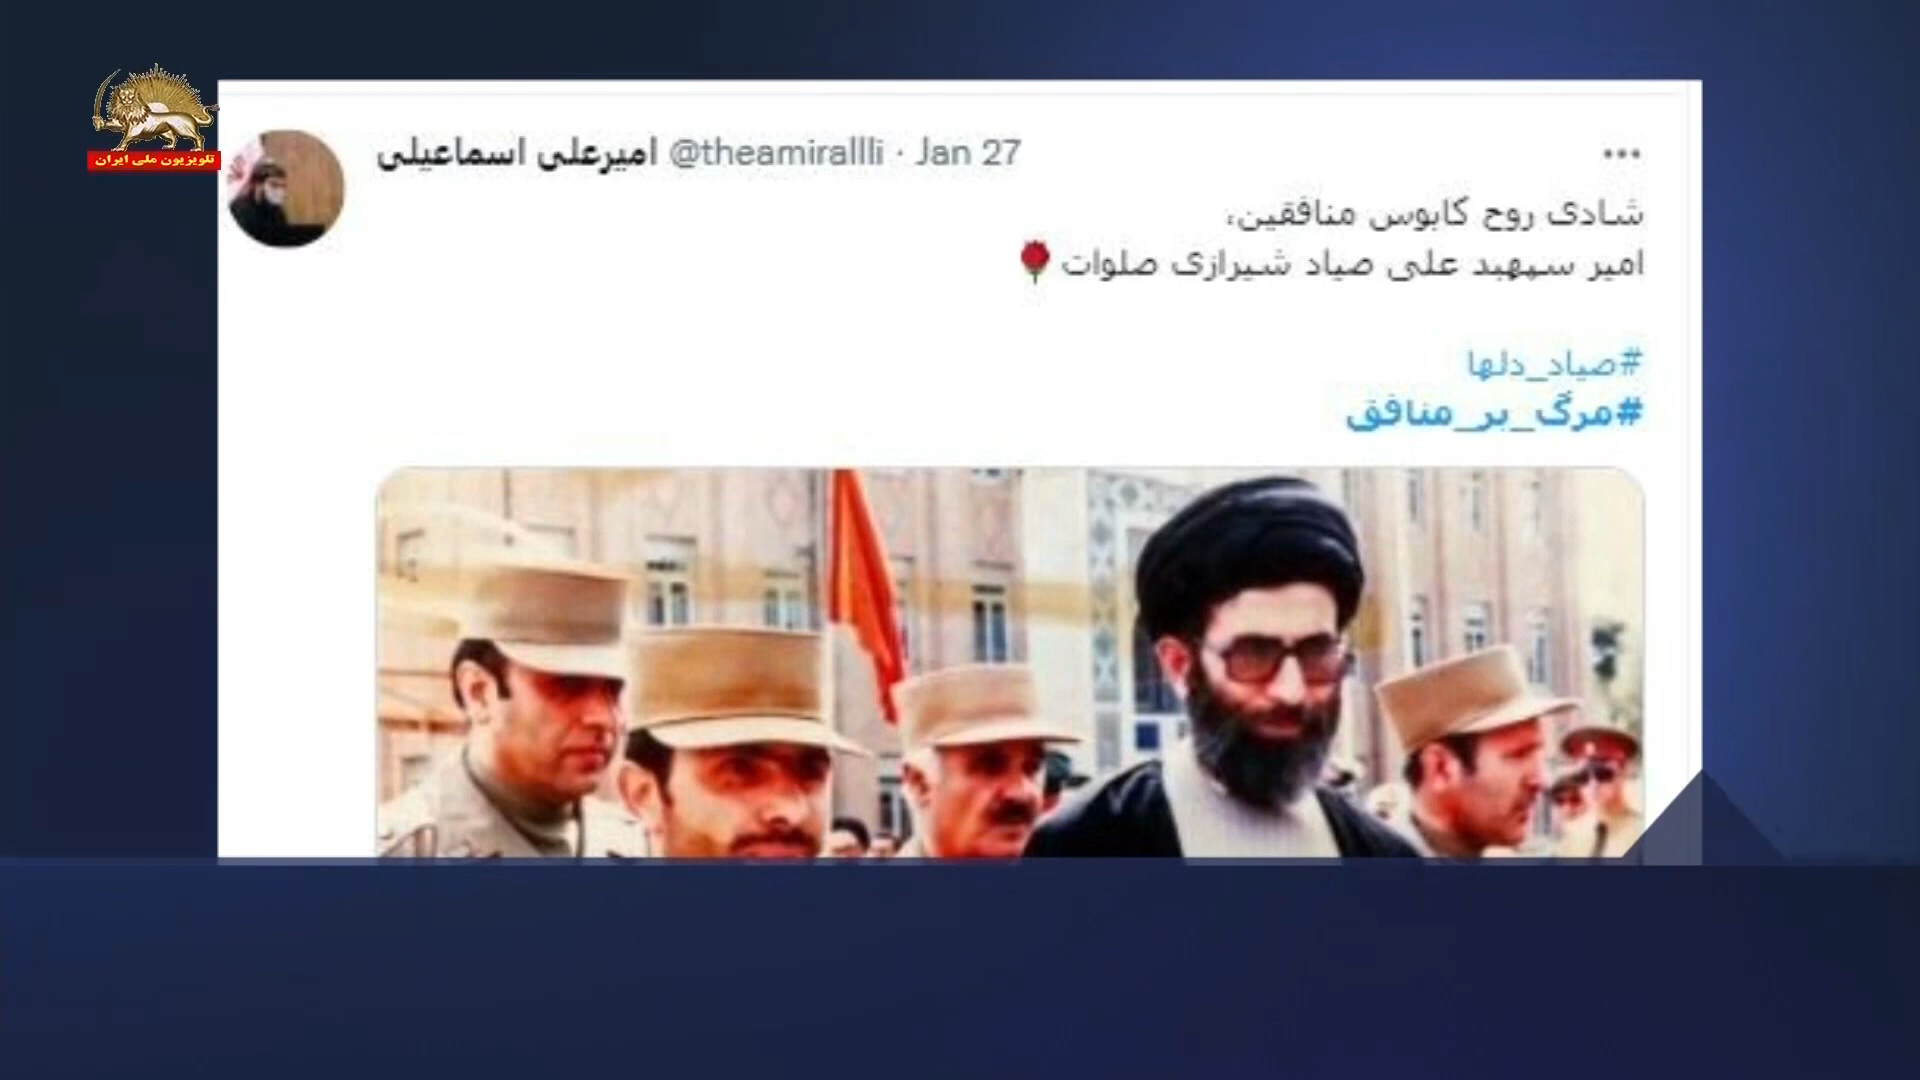 تلویزیون ملی ایران
امیرعلی اسماعیلی @theamirallli · Jan 27
شادی روح کابوس منافقین،
امیر سپهبد علی صیاد شیرازی صلوات🌹
#صیاد_دلها
#مرگ_بر_منافق